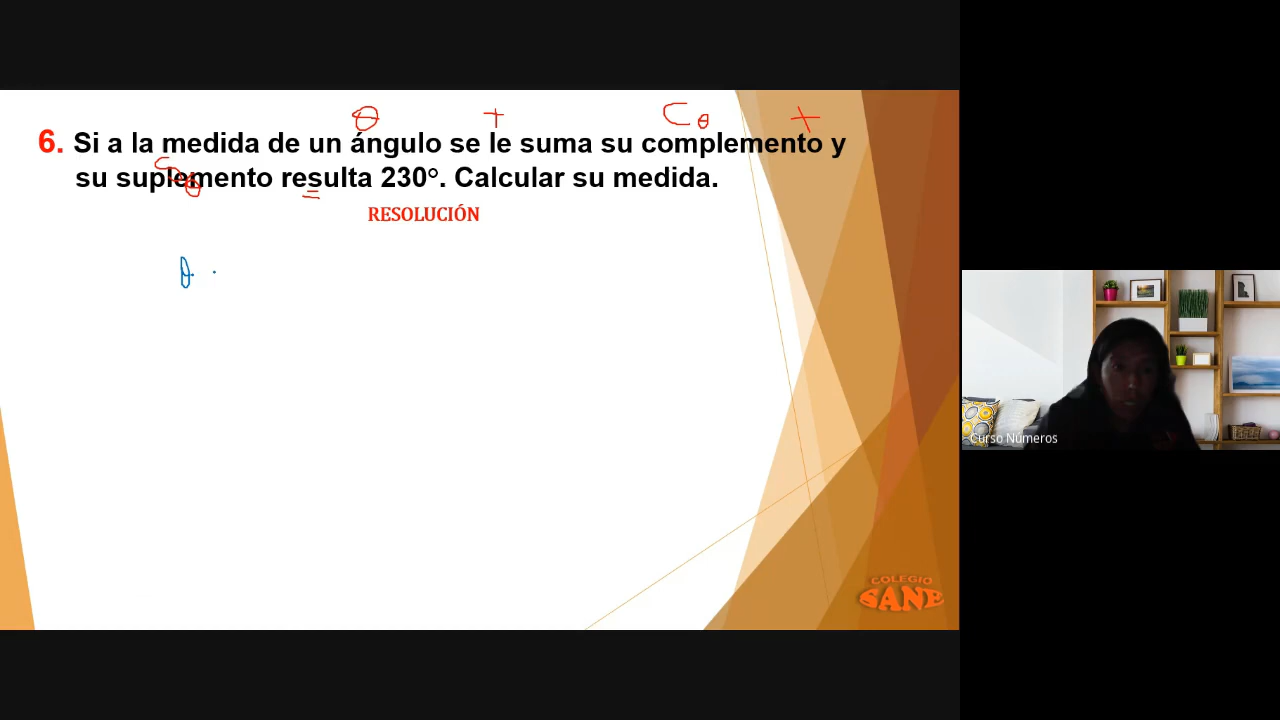 θ + Cθ +
6. Si a la medida de un ángulo se le suma su complemento y
su suplemento resulta 230°. Calcular su medida.
=
RESOLUCIÓN
θ
Curso Números
COLEGIO
SANE